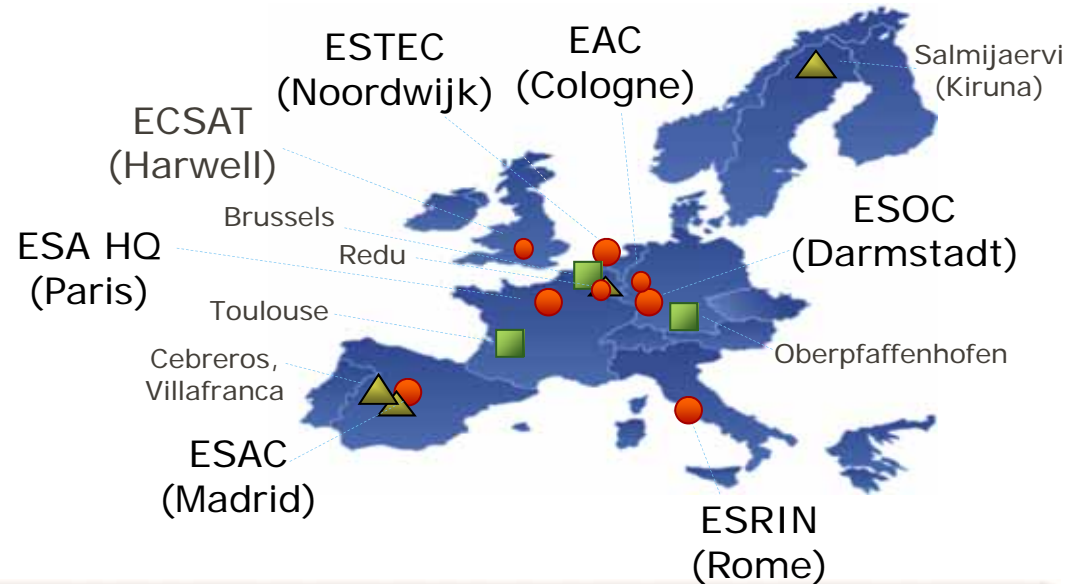 ESTEC
(Noordwijk)
EAC
(Cologne)
Salmijaervi
(Kiruna)
ECSAT
(Harwell)
Brussels
ESOC
(Darmstadt)
ESA HQ
(Paris)
Redu
Toulouse
Oberpfaffenhofen
Cebreros,
Villafranca
ESAC
(Madrid)
ESRIN
(Rome)